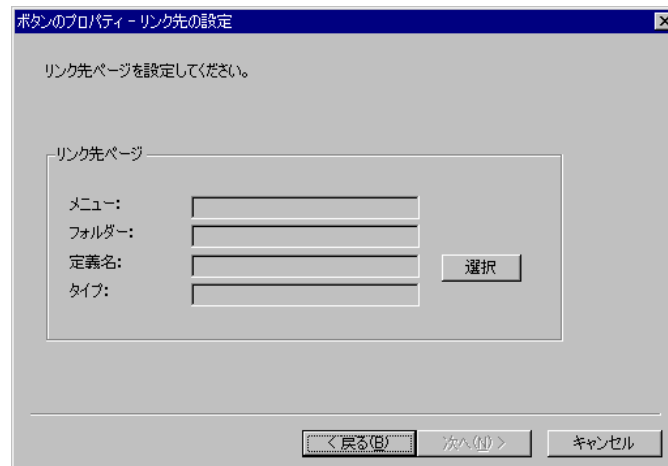 ボタンのプロパティ - リンク先の設定
リンク先ページを設定してください。
リンク先ページ
メニュー:
フォルダー:
定義名:
選択
タイプ:
< 戻る(B)
次へ(N) >
キャンセル